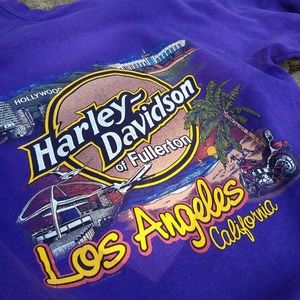 HOLLYWOOD
Harley-
Davidson
of Fullerton
Los Angeles
California